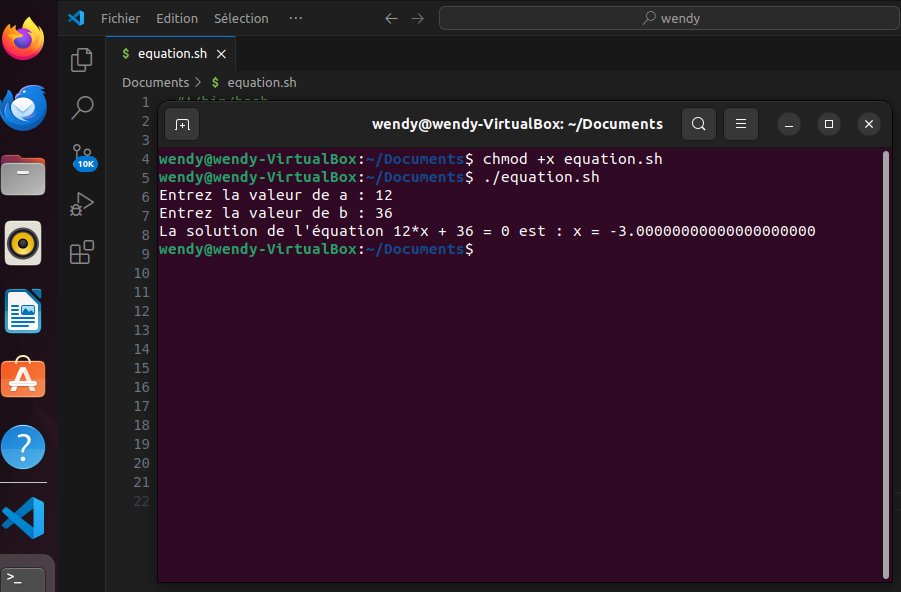 Fichier Edition Sélection ···
wendy
$ equation.sh
Documents > $ equation.sh
10K
1 #!/bin/bash
2
3
4
5
6
7
8
9
10
11
12
13
14
15
16
17
18
19
20
21
22
wendy@wendy-VirtualBox: ~/Documents
wendy@wendy-VirtualBox:~/Documents$ chmod +x equation.sh
wendy@wendy-VirtualBox:~/Documents$ ./equation.sh
Entrez la valeur de a : 12
Entrez la valeur de b : 36
La solution de l'équation 12*x + 36 = 0 est : x = -3.00000000000000000000
wendy@wendy-VirtualBox:~/Documents$
?
>_